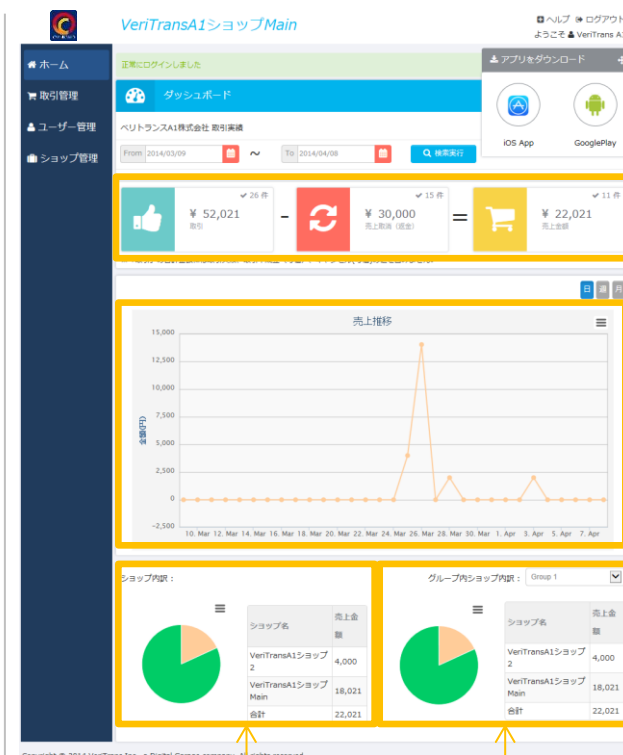 VeriTransA1ショップMain
ヘルプ ログアウト
ようこそ VeriTrans A1
ホーム
取引管理
ユーザー管理
ショップ管理
正常にログインしました
アプリをダウンロード
iOS App GooglePlay
ダッシュボード
ベリトランスA1株式会社 取引実績
From 2014/03/09 ~ To 2014/04/08 検索実行
26 件 15 件 11 件
¥ 52,021 - ¥ 30,000 = ¥ 22,021
取引 売上取消（返金） 売上金額
日 週 月
売上推移
金額(円)
15,000
12,500
10,000
7,500
5,000
2,500
0
-2,500
10. Mar 12. Mar 14. Mar 16. Mar 18. Mar 20. Mar 22. Mar 24. Mar 26. Mar 28. Mar 30. Mar 1. Apr 3. Apr 5. Apr 7. Apr
ショップ内訳：
ショップ名 売上金額
VeriTransA1ショップ2 4,000
VeriTransA1ショップMain 18,021
合計 22,021
グループ内ショップ内訳： Group 1
ショップ名 売上金額
VeriTransA1ショップ2 4,000
VeriTransA1ショップMain 18,021
合計 22,021